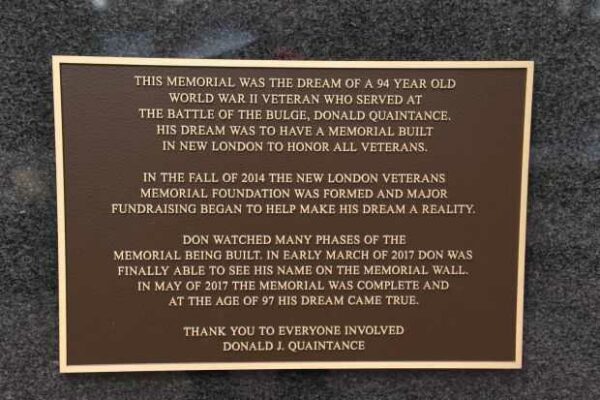 THIS MEMORIAL WAS THE DREAM OF A 94 YEAR OLD
WORLD WAR II VETERAN WHO SERVED AT
THE BATTLE OF THE BULGE, DONALD QUAINTANCE.
HIS DREAM WAS TO HAVE A MEMORIAL BUILT
IN NEW LONDON TO HONOR ALL VETERANS.
IN THE FALL OF 2014 THE NEW LONDON VETERANS
MEMORIAL FOUNDATION WAS FORMED AND MAJOR
FUNDRAISING BEGAN TO HELP MAKE HIS DREAM A REALITY.
DON WATCHED MANY PHASES OF THE
MEMORIAL BEING BUILT. IN EARLY MARCH OF 2017 DON WAS
FINALLY ABLE TO SEE HIS NAME ON THE MEMORIAL WALL.
IN MAY OF 2017 THE MEMORIAL WAS COMPLETE AND
AT THE AGE OF 97 HIS DREAM CAME TRUE.
THANK YOU TO EVERYONE INVOLVED
DONALD J. QUAINTANCE